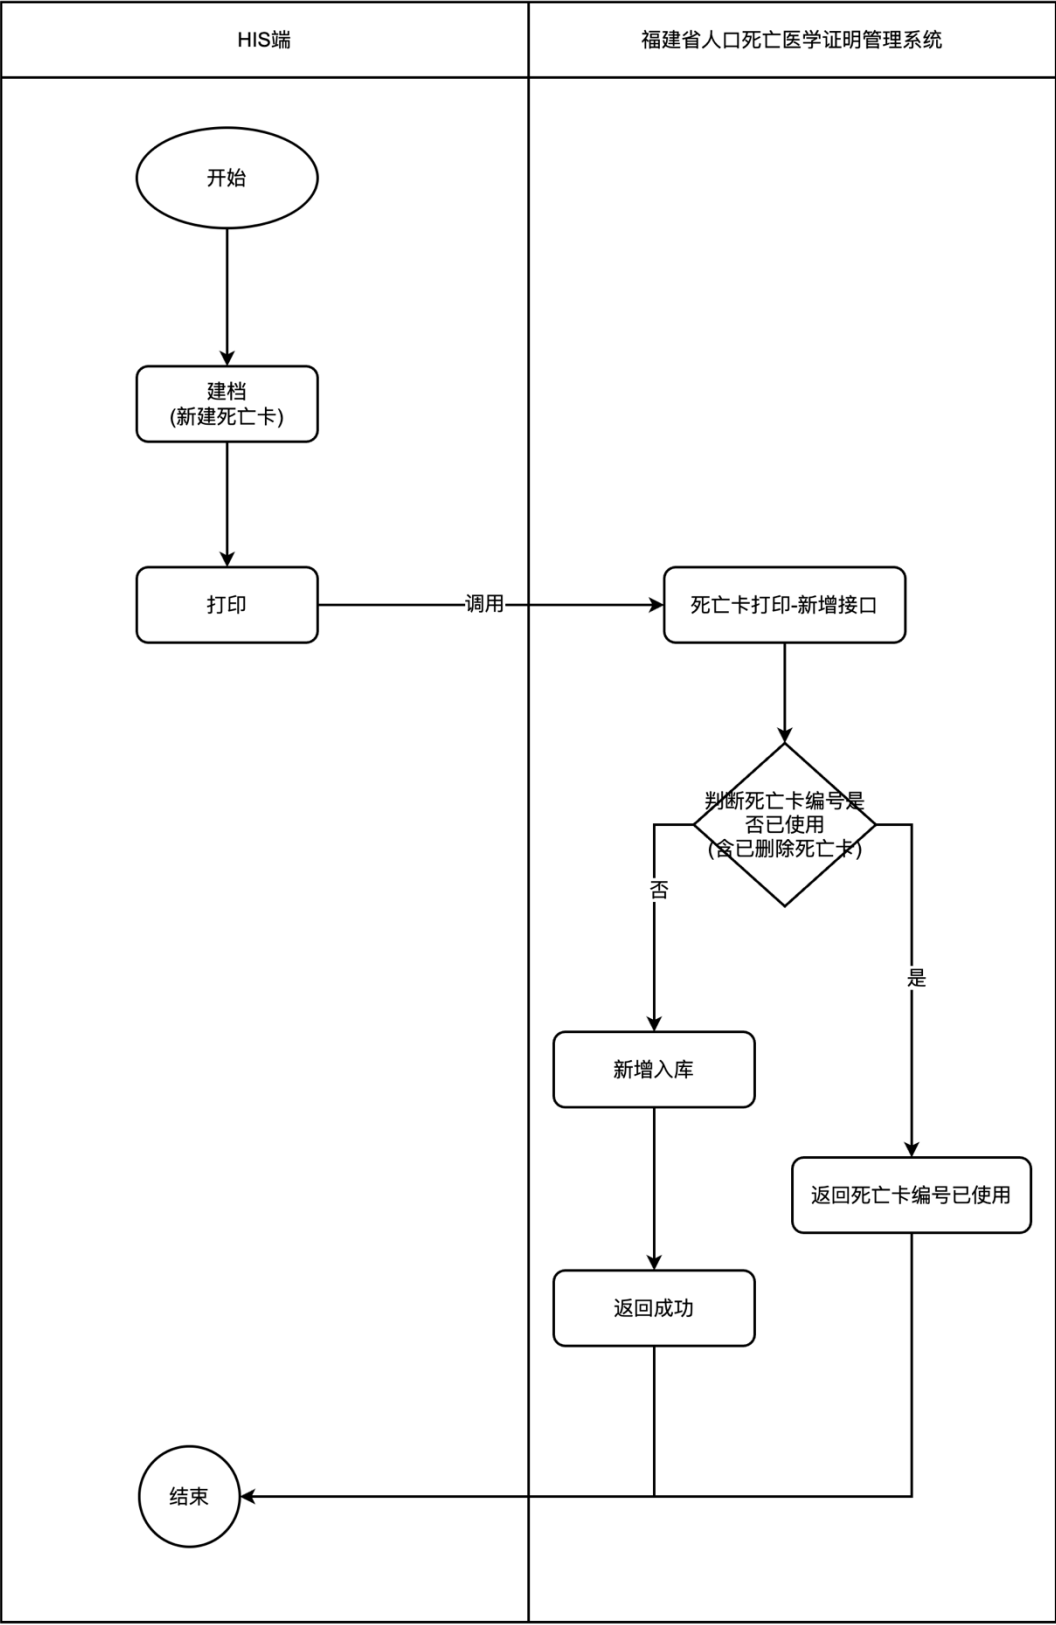 HIS端
福建省人口死亡医学证明管理系统
开始
建档
(新建死亡卡)
打印
调用
死亡卡打印-新增接口
判断死亡卡编号是
否已使用
(含已删除死亡卡)
否
是
新增入库
返回死亡卡编号已使用
返回成功
结束